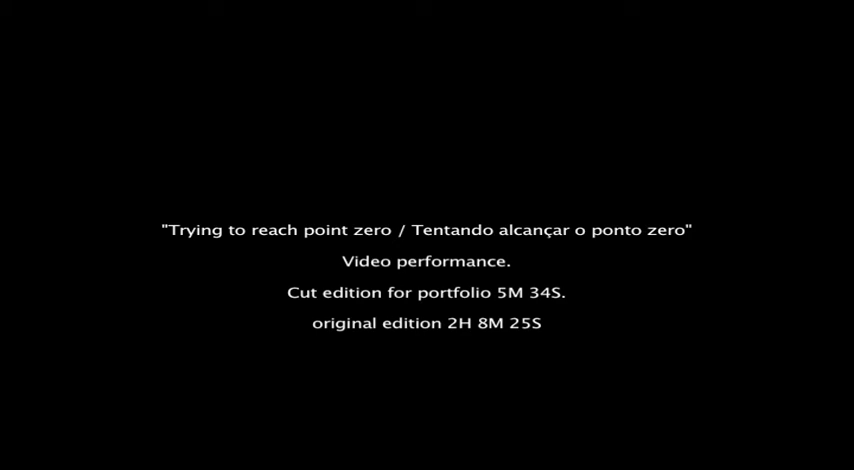 "Trying to reach point zero / Tentando alcançar o ponto zero"
Video performance.
Cut edition for portfolio 5M 34S.
original edition 2H 8M 25S